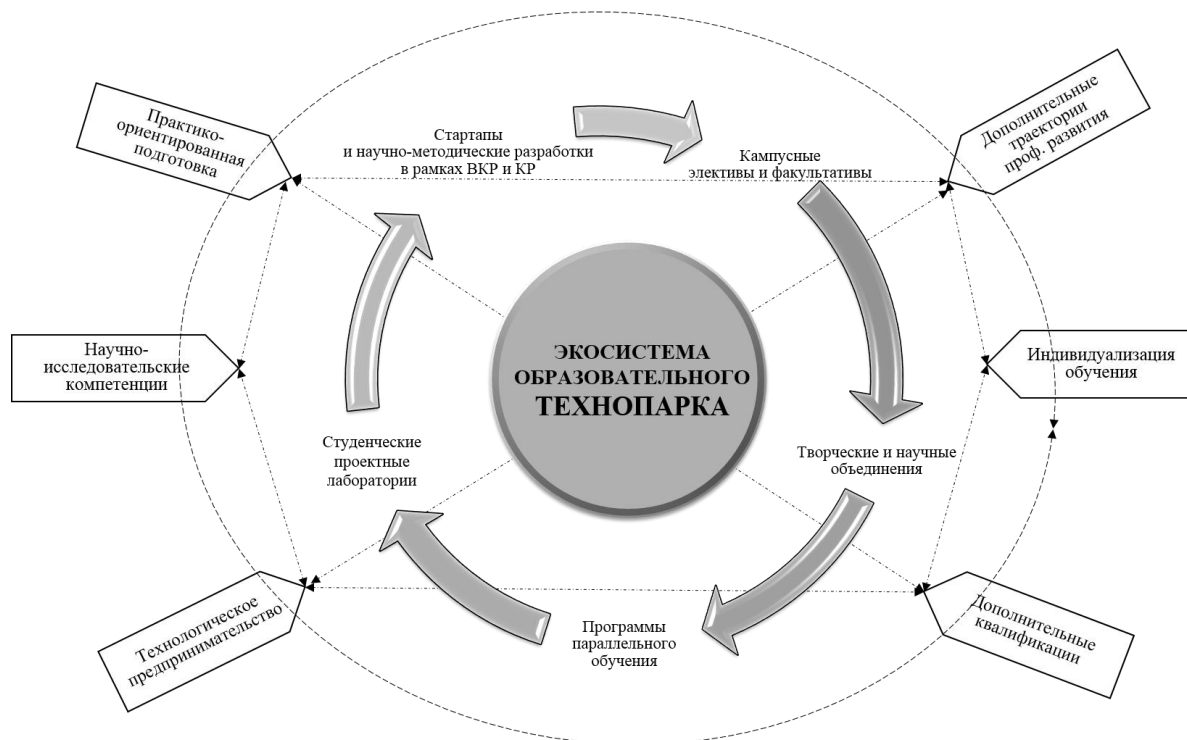 Практико-
ориентированная
подготовка
Стартапы
и научно-методические разработки
в рамках ВКР и КР
Кампусные
элективы и факультативы
Дополнительные
траектории
проф. развития
Научно-
исследовательские
компетенции
ЭКОСИСТЕМА
ОБРАЗОВАТЕЛЬНОГО
ТЕХНОПАРКА
Индивидуализация
обучения
Студенческие
проектные
лаборатории
Творческие и научные
объединения
Технологическое
предпринимательство
Программы
параллельного
обучения
Дополнительные
квалификации